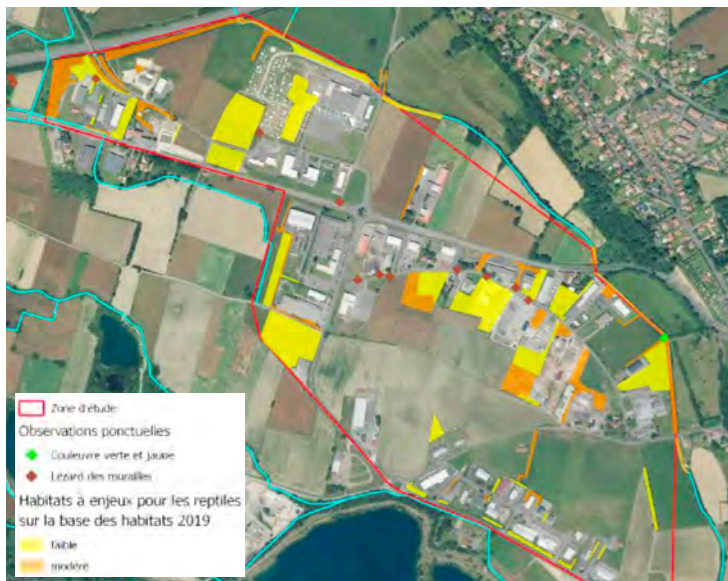 Zone d'étude
Observations ponctuelles
Couleuvre verte et jaune
Lézard des murailles
Habitats à enjeux pour les reptiles
sur la base des habitats 2019
faible
modéré